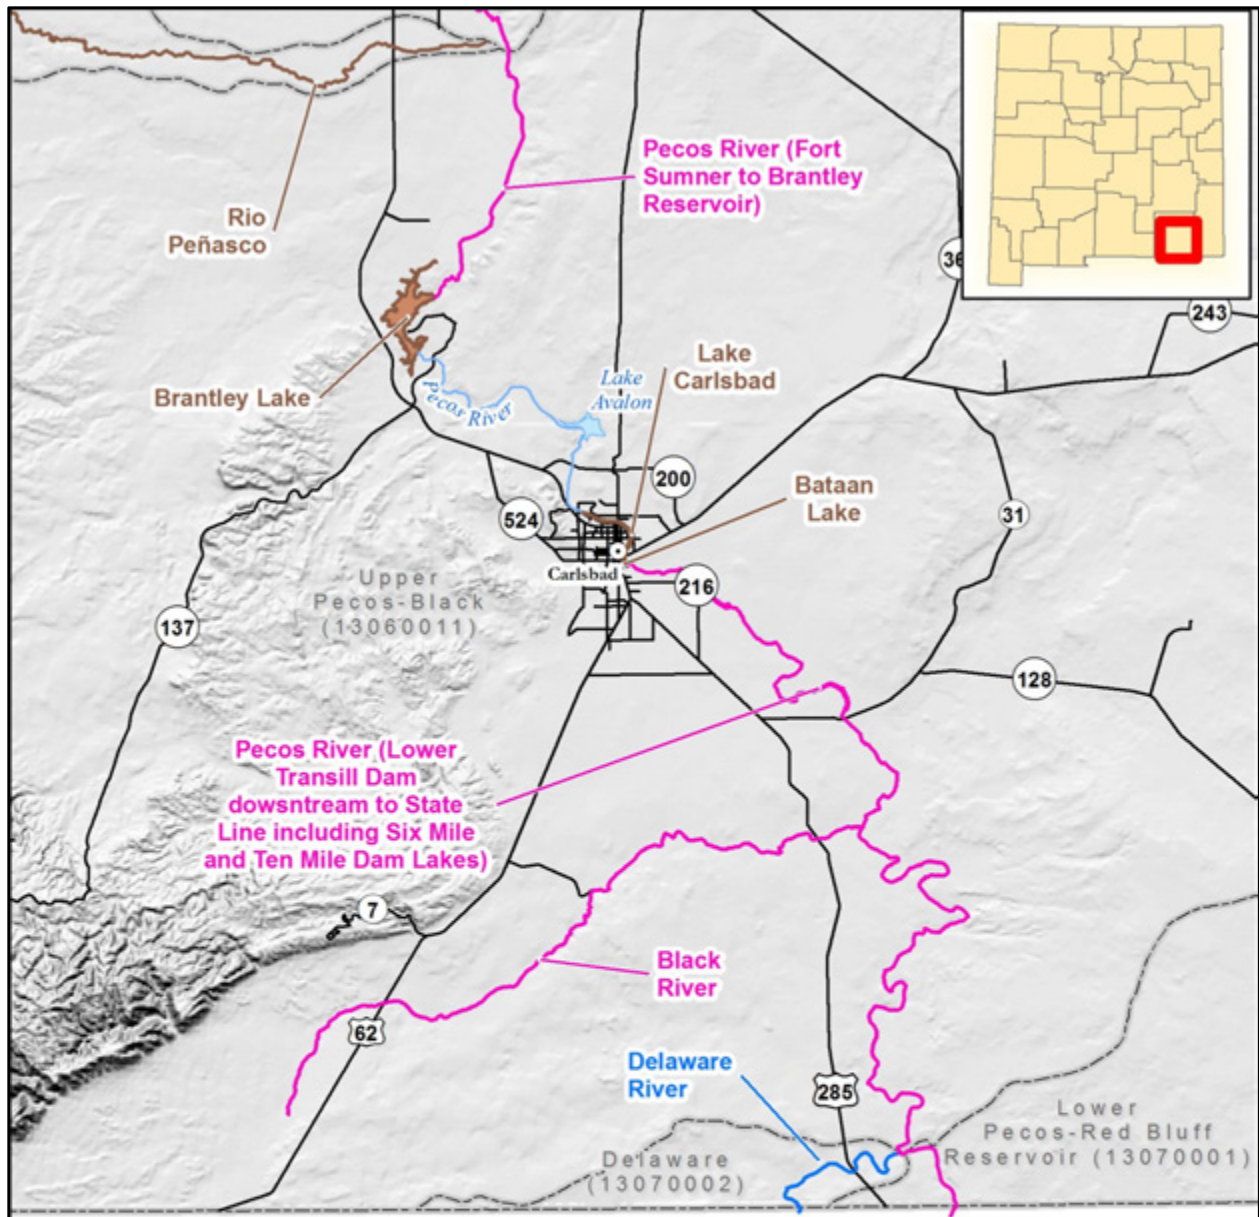 Pecos River (Fort
Sumner to Brantley
Reservoir)
Rio
Peñasco
243
Lake
Carlsbad
Lake
Avalon
Brantley Lake
Pecos River
200
Bataan
Lake
524
31
Carlsbad
Upper
Pecos-Black
(13060011)
216
137
128
Pecos River (Lower
Transill Dam
dowsntream to State
Line including Six Mile
and Ten Mile Dam Lakes)
7
Black
River
62
Delaware
River
285
Lower
Pecos-Red Bluff
Reservoir (13070001)
Delaware
(13070002)